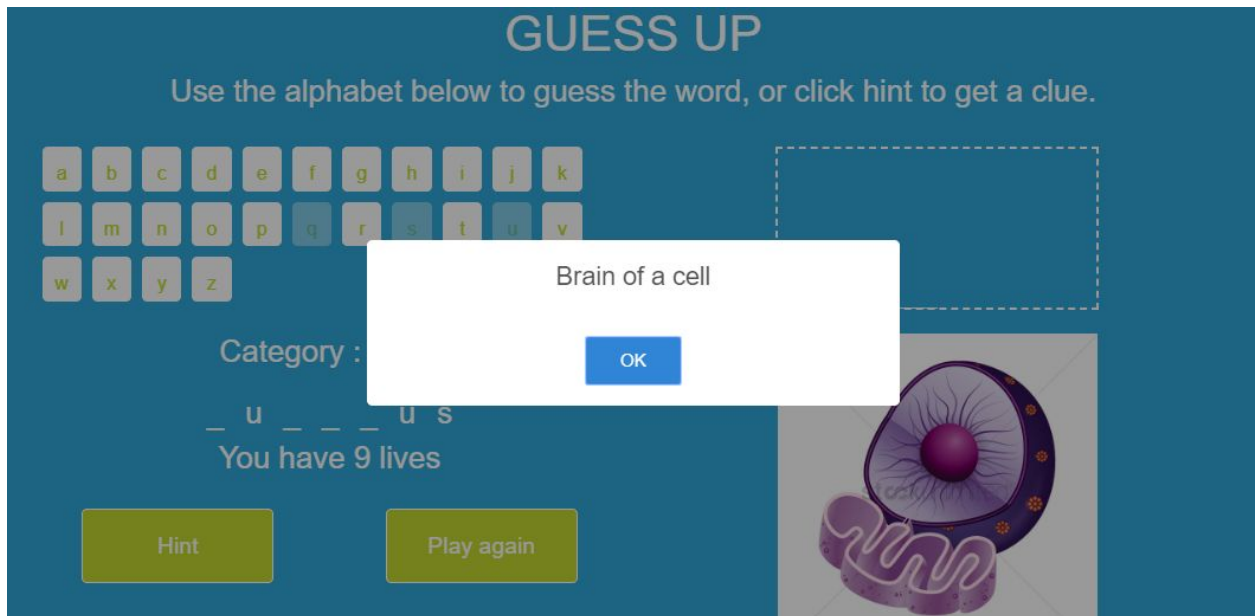 GUESS UP
Use the alphabet below to guess the word, or click hint to get a clue.
a b c d e f g h i j k
l m n o p q r s t u v
w x y z
Brain of a cell
OK
Category :
_ u _ _ _ u s
You have 9 lives
Hint
Play again